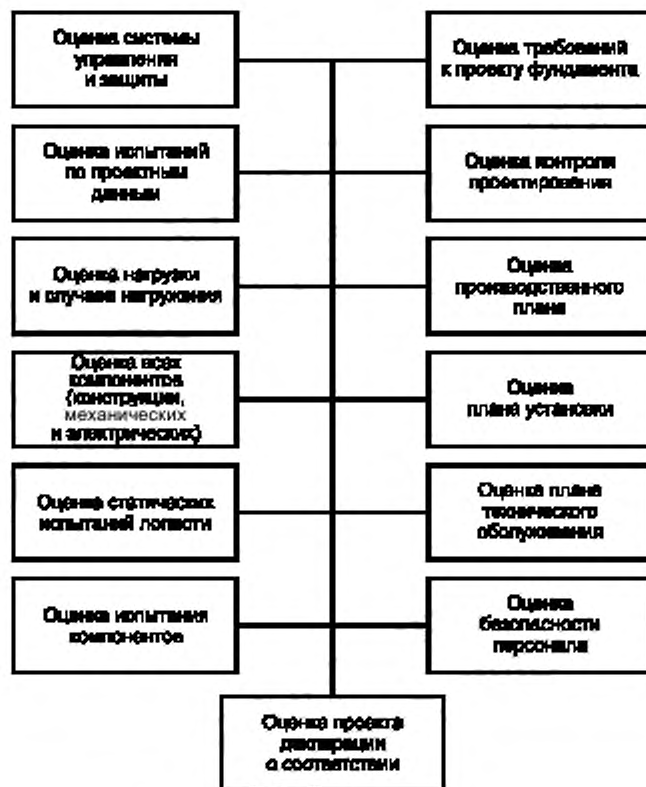 Оценка системы
управления
и защиты
Оценка требований
к проекту фундамента
Оценка испытаний
по проектным
данным
Оценка контроля
проектирования
Оценка нагрузки
и случаев нагружения
Оценка
производственного
плана
Оценка всех
компонентов
(конструкции,
механических
и электрических)
Оценка
плана установки
Оценка статических
испытаний лопасти
Оценка плана
технического
обслуживания
Оценка испытания
компонентов
Оценка
безопасности
персонала
Оценка проекта
декларации
о соответствии